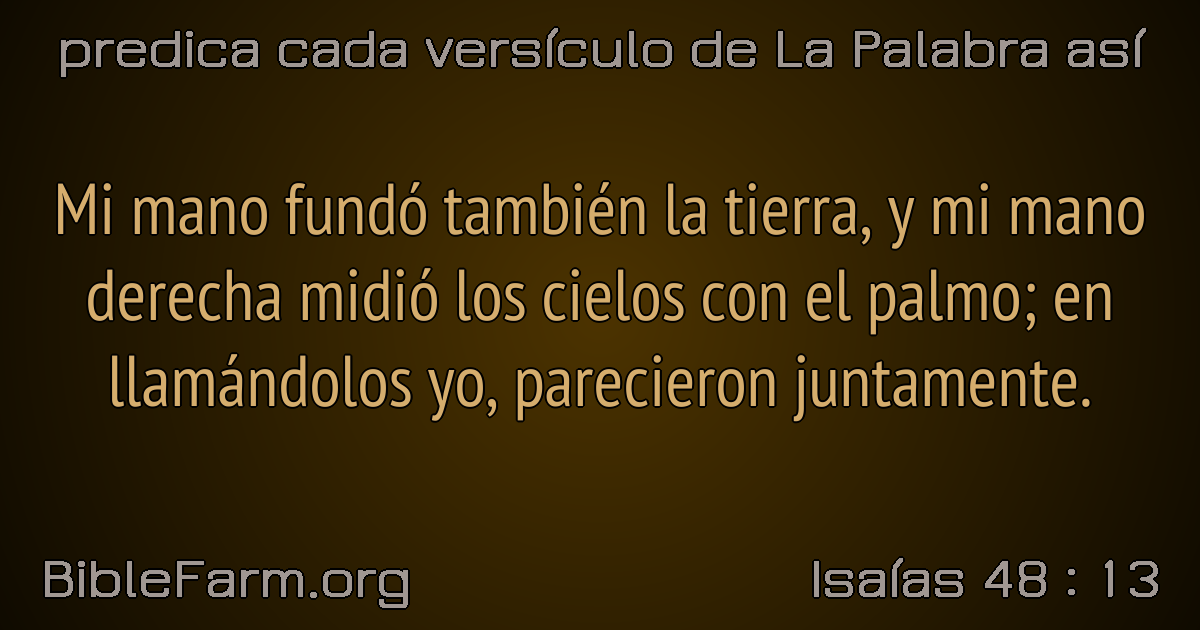 predica cada versículo de La Palabra así
Mi mano fundó también la tierra, y mi mano
derecha midió los cielos con el palmo; en
llamándolos yo, parecieron juntamente.
BibleFarm.org
Isaías 48 : 13